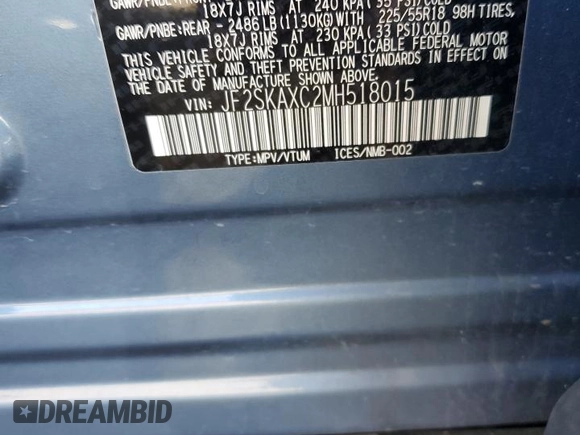 18X7J RIMS AT 240 KPA ( 35 PSI)COLD
GAWR/PNBE:REAR - 2486 LB (1130KG) WITH 225/55R18 98H TIRES,
18X7J RIMS AT 230 KPA ( 33 PSI)COLD
THIS VEHICLE CONFORMS TO ALL APPLICABLE FEDERAL MOTOR
VEHICLE SAFETY AND THEFT PREVENTION STANDARDS IN EFFECT ON
THE DATE OF MANUFACTURE SHOWN ABOVE.
VIN: JF2SKAXC2MH518015
TYPE:MPV/VTUM ICES/NMB-002
DREAMBID